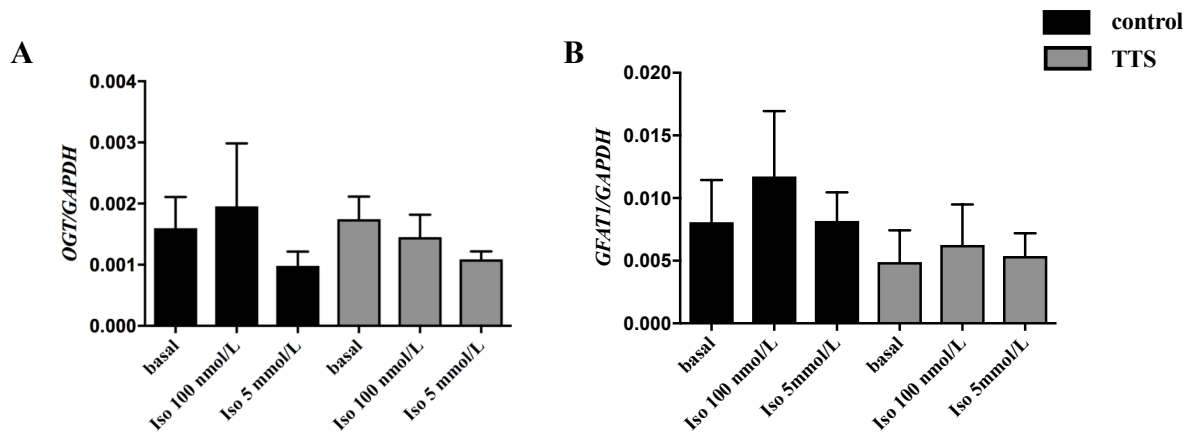 control
TTS
A
OGT/GAPDH
0.004
0.003
0.002
0.001
0.000
basal
Iso 100 nmol/L
Iso 5 mmol/L
basal
Iso 100 nmol/L
Iso 5 mmol/L
B
GFAT1/GAPDH
0.020
0.015
0.010
0.005
0.000
basal
Iso 100 nmol/L
Iso 5mmol/L
basal
Iso 100 nmol/L
Iso 5mmol/L